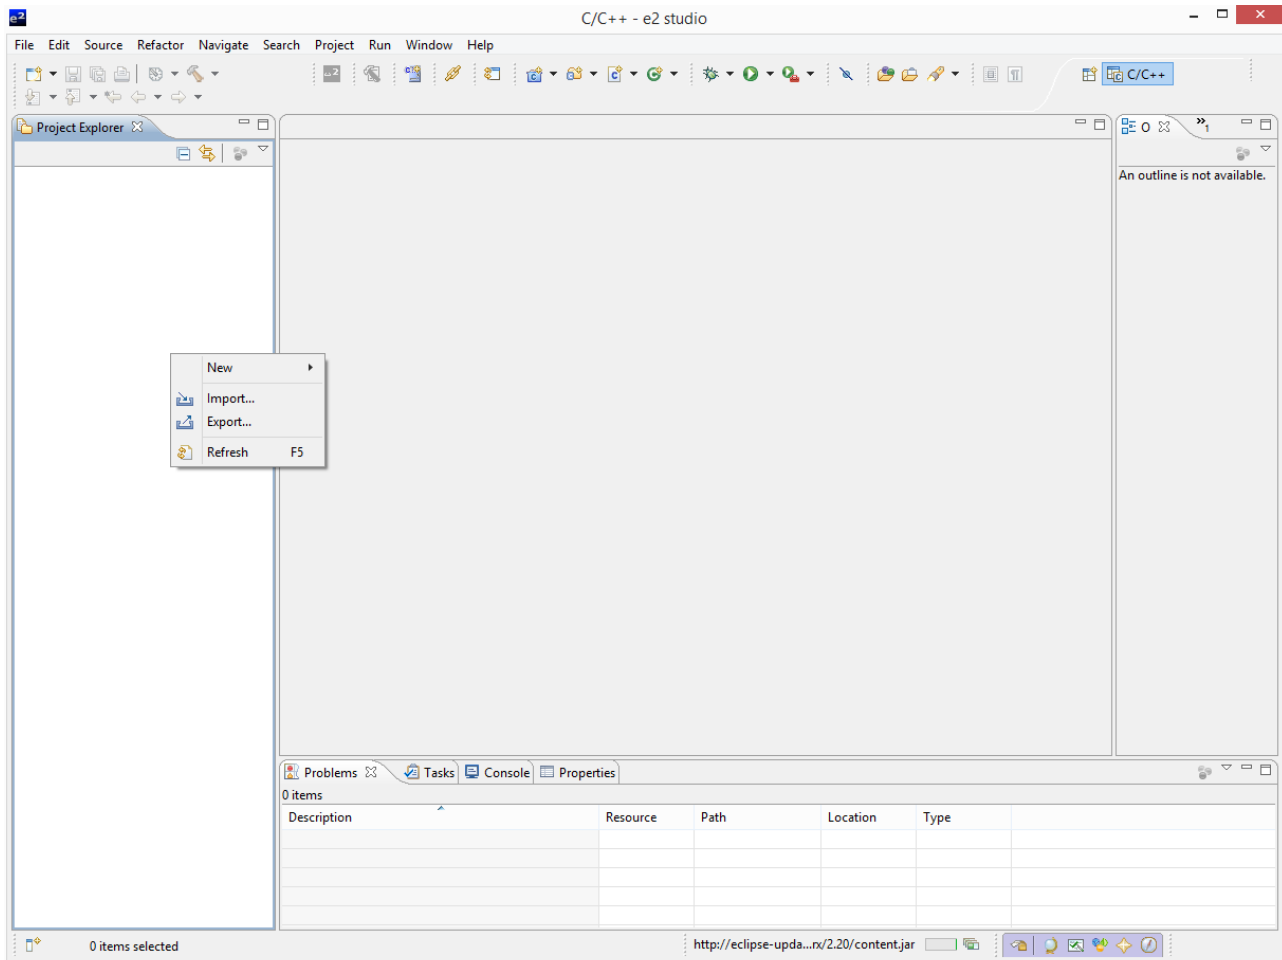 e²
C/C++ - e2 studio
File Edit Source Refactor Navigate Search Project Run Window Help
C/C++
Project Explorer
O
»1
An outline is not available.
New
Import...
Export...
Refresh F5
Problems Tasks Console Properties
0 items
Description Resource Path Location Type
0 items selected
http://eclipse-upda...rx/2.20/content.jar